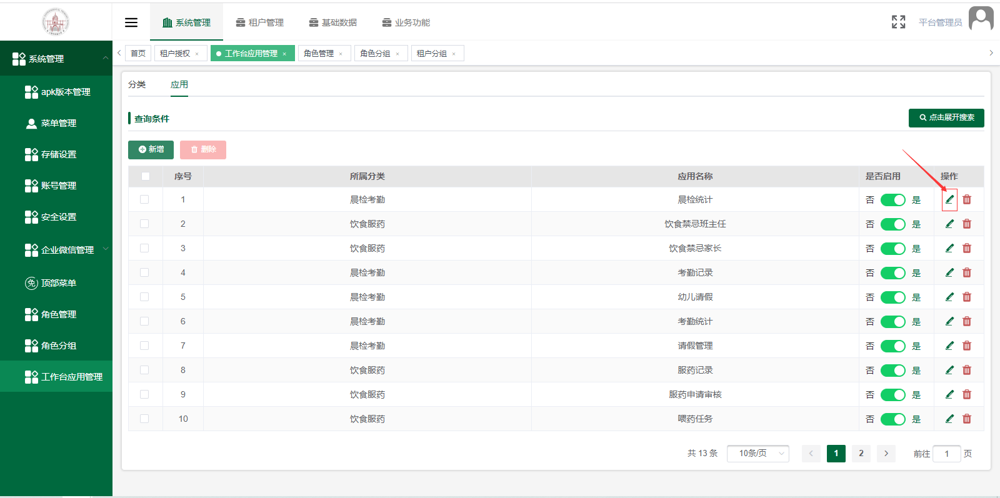 系统管理
租户管理
基础数据
业务功能
平台管理员
首页
租户授权 ×
工作台应用管理 ×
角色管理 ×
角色分组 ×
租户分组 ×
系统管理
apk版本管理
菜单管理
存储设置
账号管理
安全设置
企业微信管理
免 顶部菜单
角色管理
角色分组
工作台应用管理
分类 应用
查询条件
点击展开搜索
新增 删除
序号 所属分类 应用名称 是否启用 操作
1 晨检考勤 晨检统计 否 是
2 饮食服药 饮食禁忌班主任 否 是
3 饮食服药 饮食禁忌家长 否 是
4 晨检考勤 考勤记录 否 是
5 晨检考勤 幼儿请假 否 是
6 晨检考勤 考勤统计 否 是
7 晨检考勤 请假管理 否 是
8 饮食服药 服药记录 否 是
9 饮食服药 服药申请审核 否 是
10 饮食服药 喂药任务 否 是
共 13 条 10条/页 1 2 前往 1 页